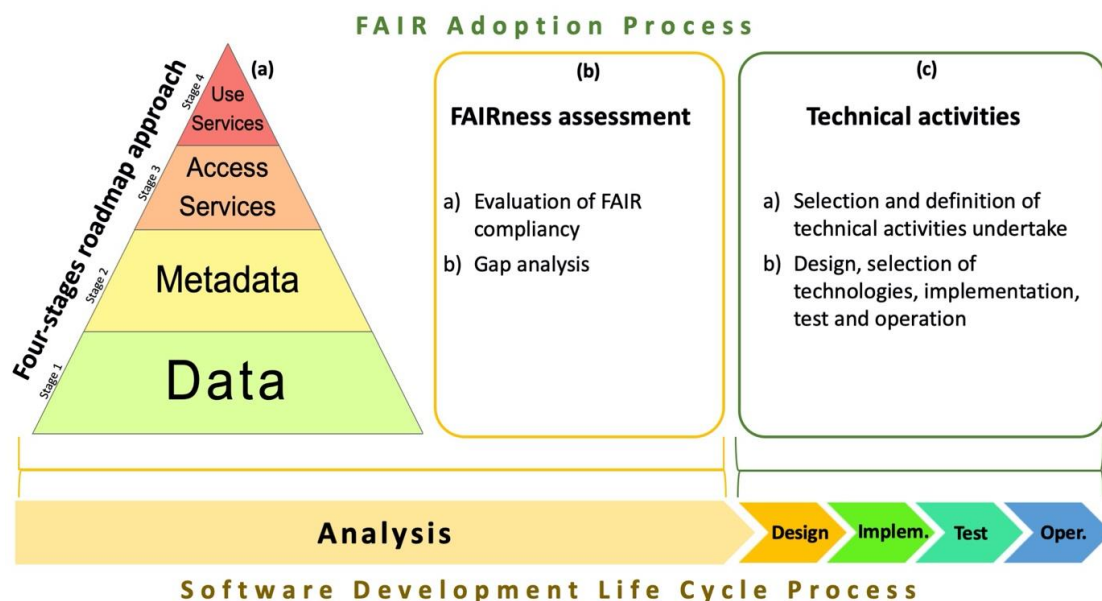 FAIR Adoption Process
Four-stages roadmap approach
(a)
Stage 4
Use
Services
Stage 3
Access
Services
Stage 2
Metadata
Stage 1
Data
(b)
FAIRness assessment
a) Evaluation of FAIR
compliancy
b) Gap analysis
(c)
Technical activities
a) Selection and definition of
technical activities undertake
b) Design, selection of
technologies, implementation,
test and operation
Analysis
Design
Implem.
Test
Oper.
Software Development Life Cycle Process